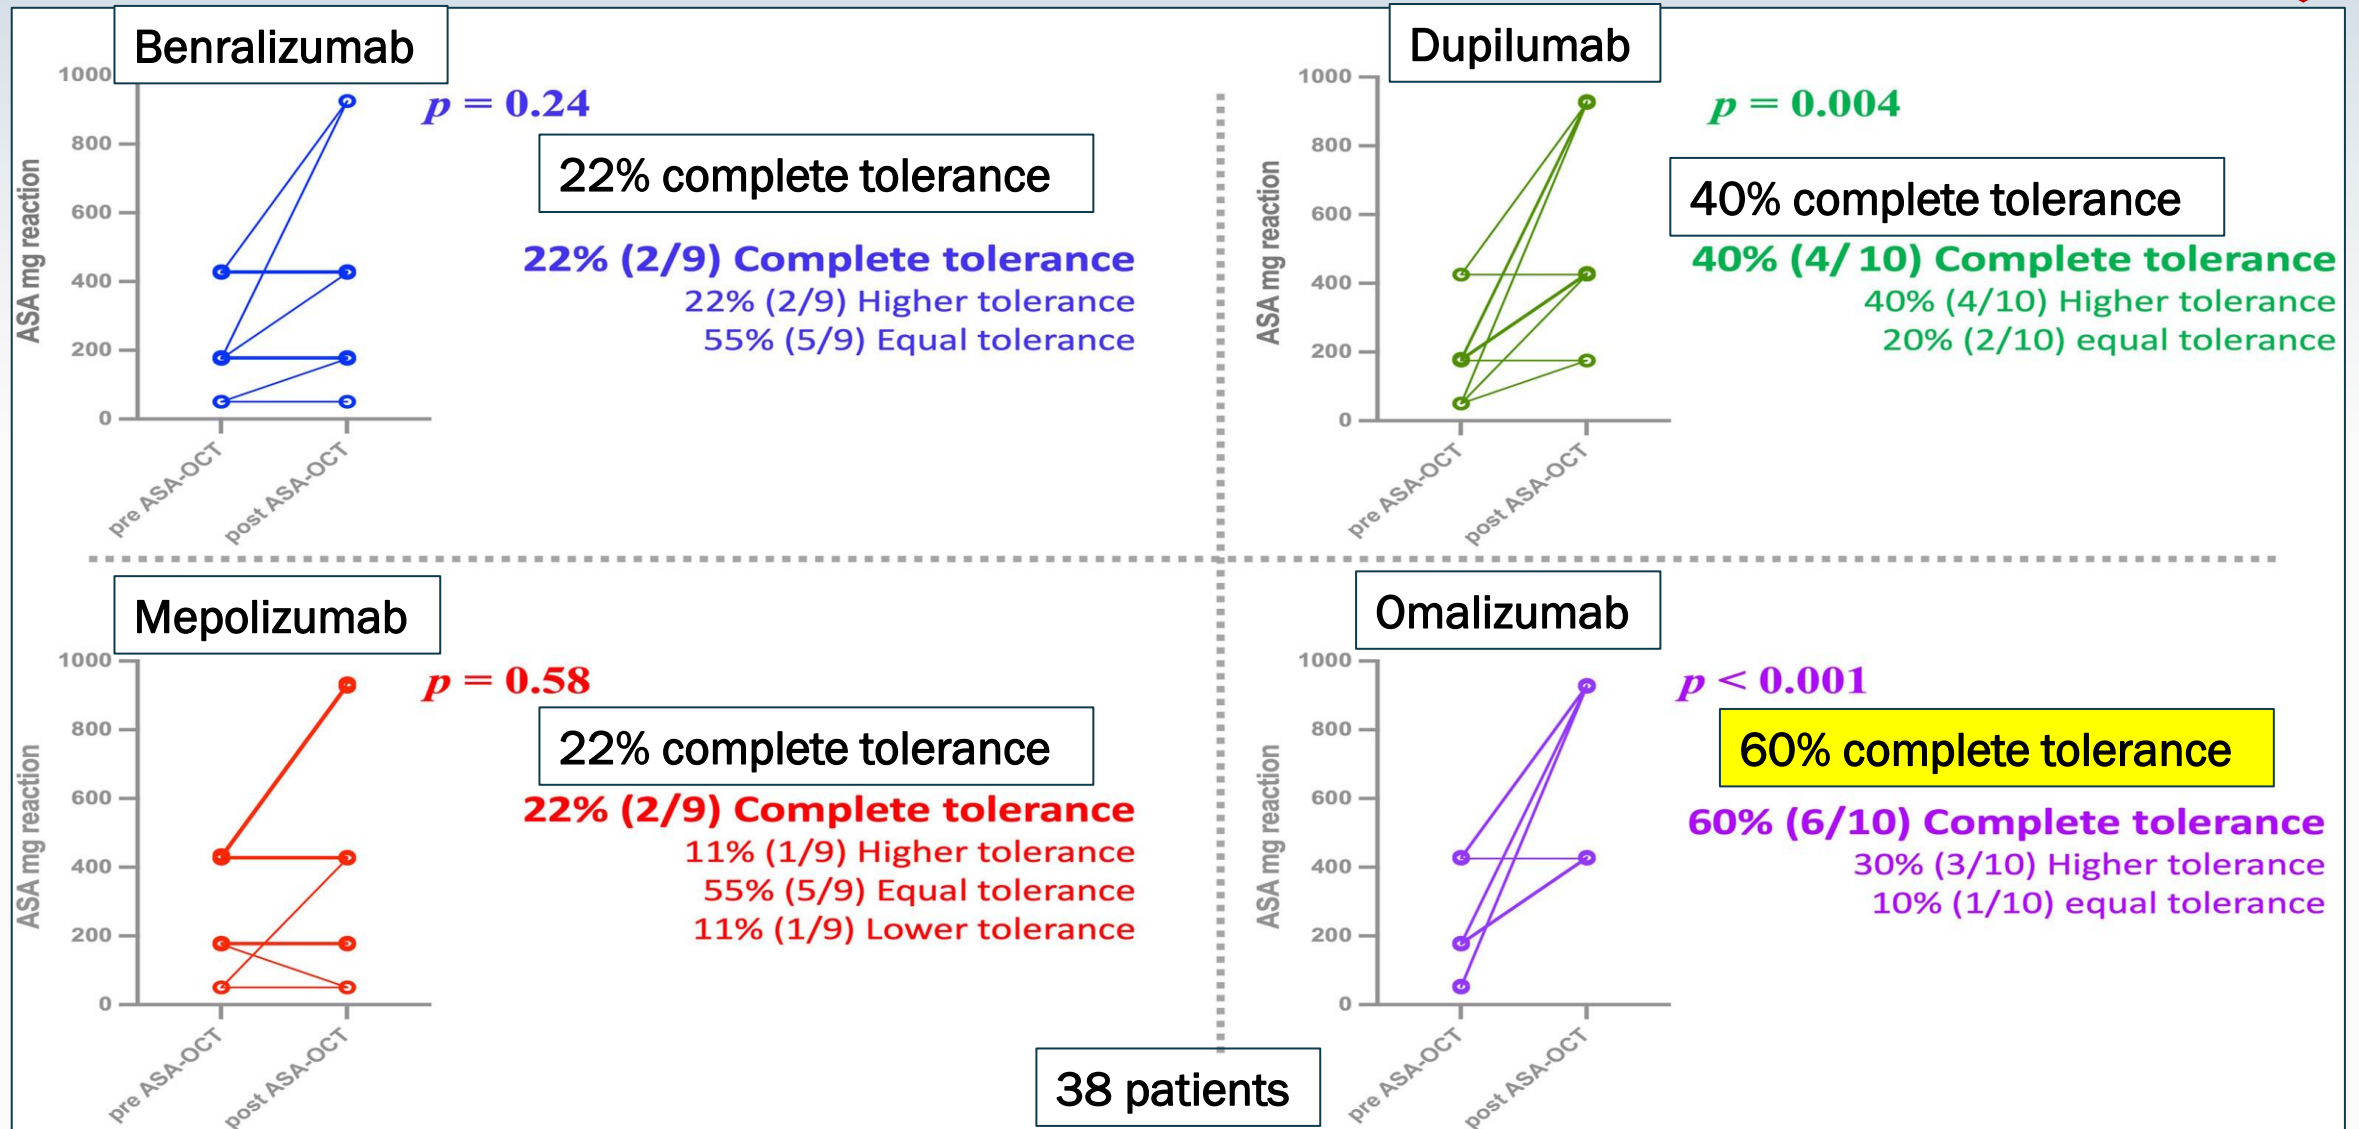 Benralizumab
1000
800
600
400
200
0
ASA mg reaction
pre ASA-OCT
post ASA-OCT
p = 0.24
22% complete tolerance
22% (2/9) Complete tolerance
22% (2/9) Higher tolerance
55% (5/9) Equal tolerance
Dupilumab
1000
800
600
400
200
0
ASA mg reaction
pre ASA-OCT
post ASA-OCT
p = 0.004
40% complete tolerance
40% (4/ 10) Complete tolerance
40% (4/10) Higher tolerance
20% (2/10) equal tolerance
Mepolizumab
1000
800
600
400
200
0
ASA mg reaction
pre ASA-OCT
post ASA-OCT
p = 0.58
22% complete tolerance
22% (2/9) Complete tolerance
11% (1/9) Higher tolerance
55% (5/9) Equal tolerance
11% (1/9) Lower tolerance
Omalizumab
1000
800
600
400
200
0
ASA mg reaction
pre ASA-OCT
post ASA-OCT
p < 0.001
60% complete tolerance
60% (6/10) Complete tolerance
30% (3/10) Higher tolerance
10% (1/10) equal tolerance
38 patients